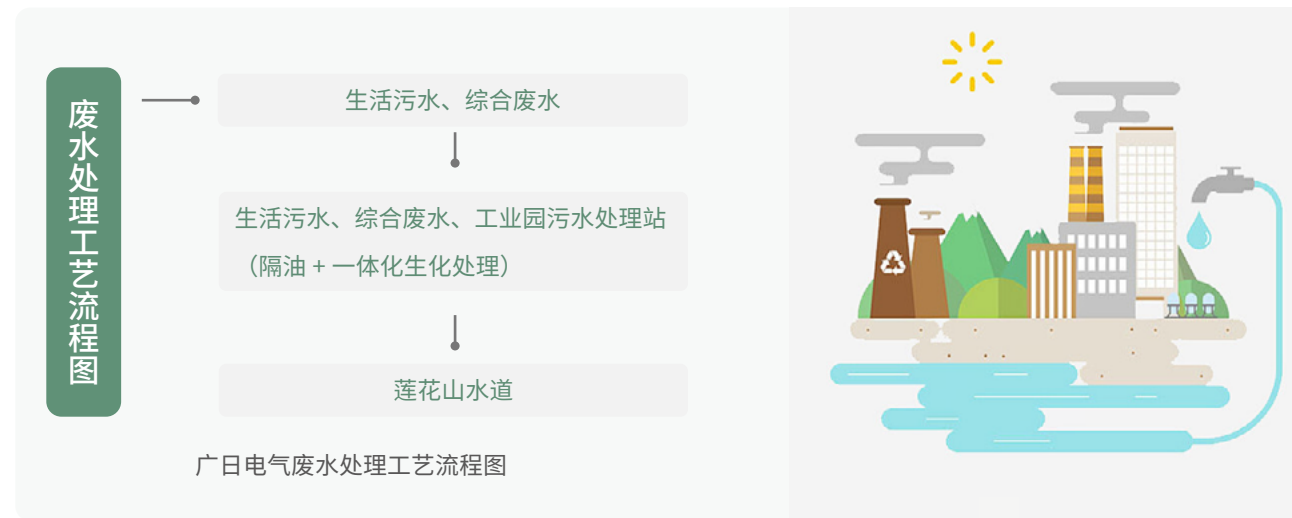 废水处理工艺流程图
生活污水、综合废水
生活污水、综合废水、工业园污水处理站
（隔油 + 一体化生化处理）
莲花山水道
广日电气废水处理工艺流程图